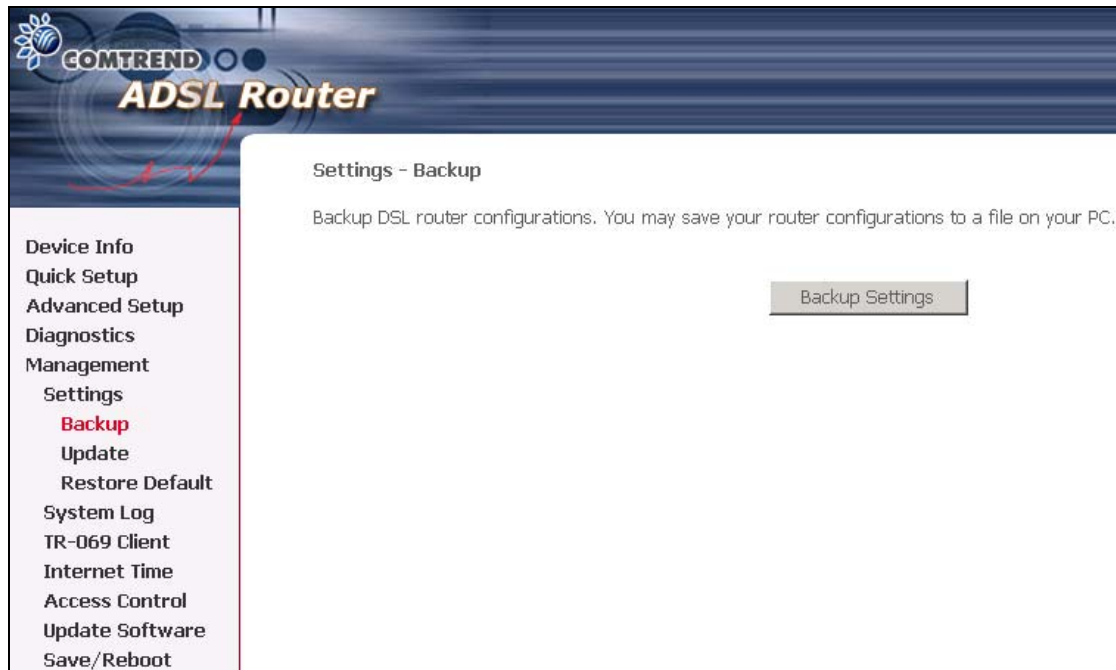 COMTREND
ADSL Router
Settings - Backup
Backup DSL router configurations. You may save your router configurations to a file on your PC.
Backup Settings
Device Info
Quick Setup
Advanced Setup
Diagnostics
Management
Settings
Backup
Update
Restore Default
System Log
TR-069 Client
Internet Time
Access Control
Update Software
Save/Reboot